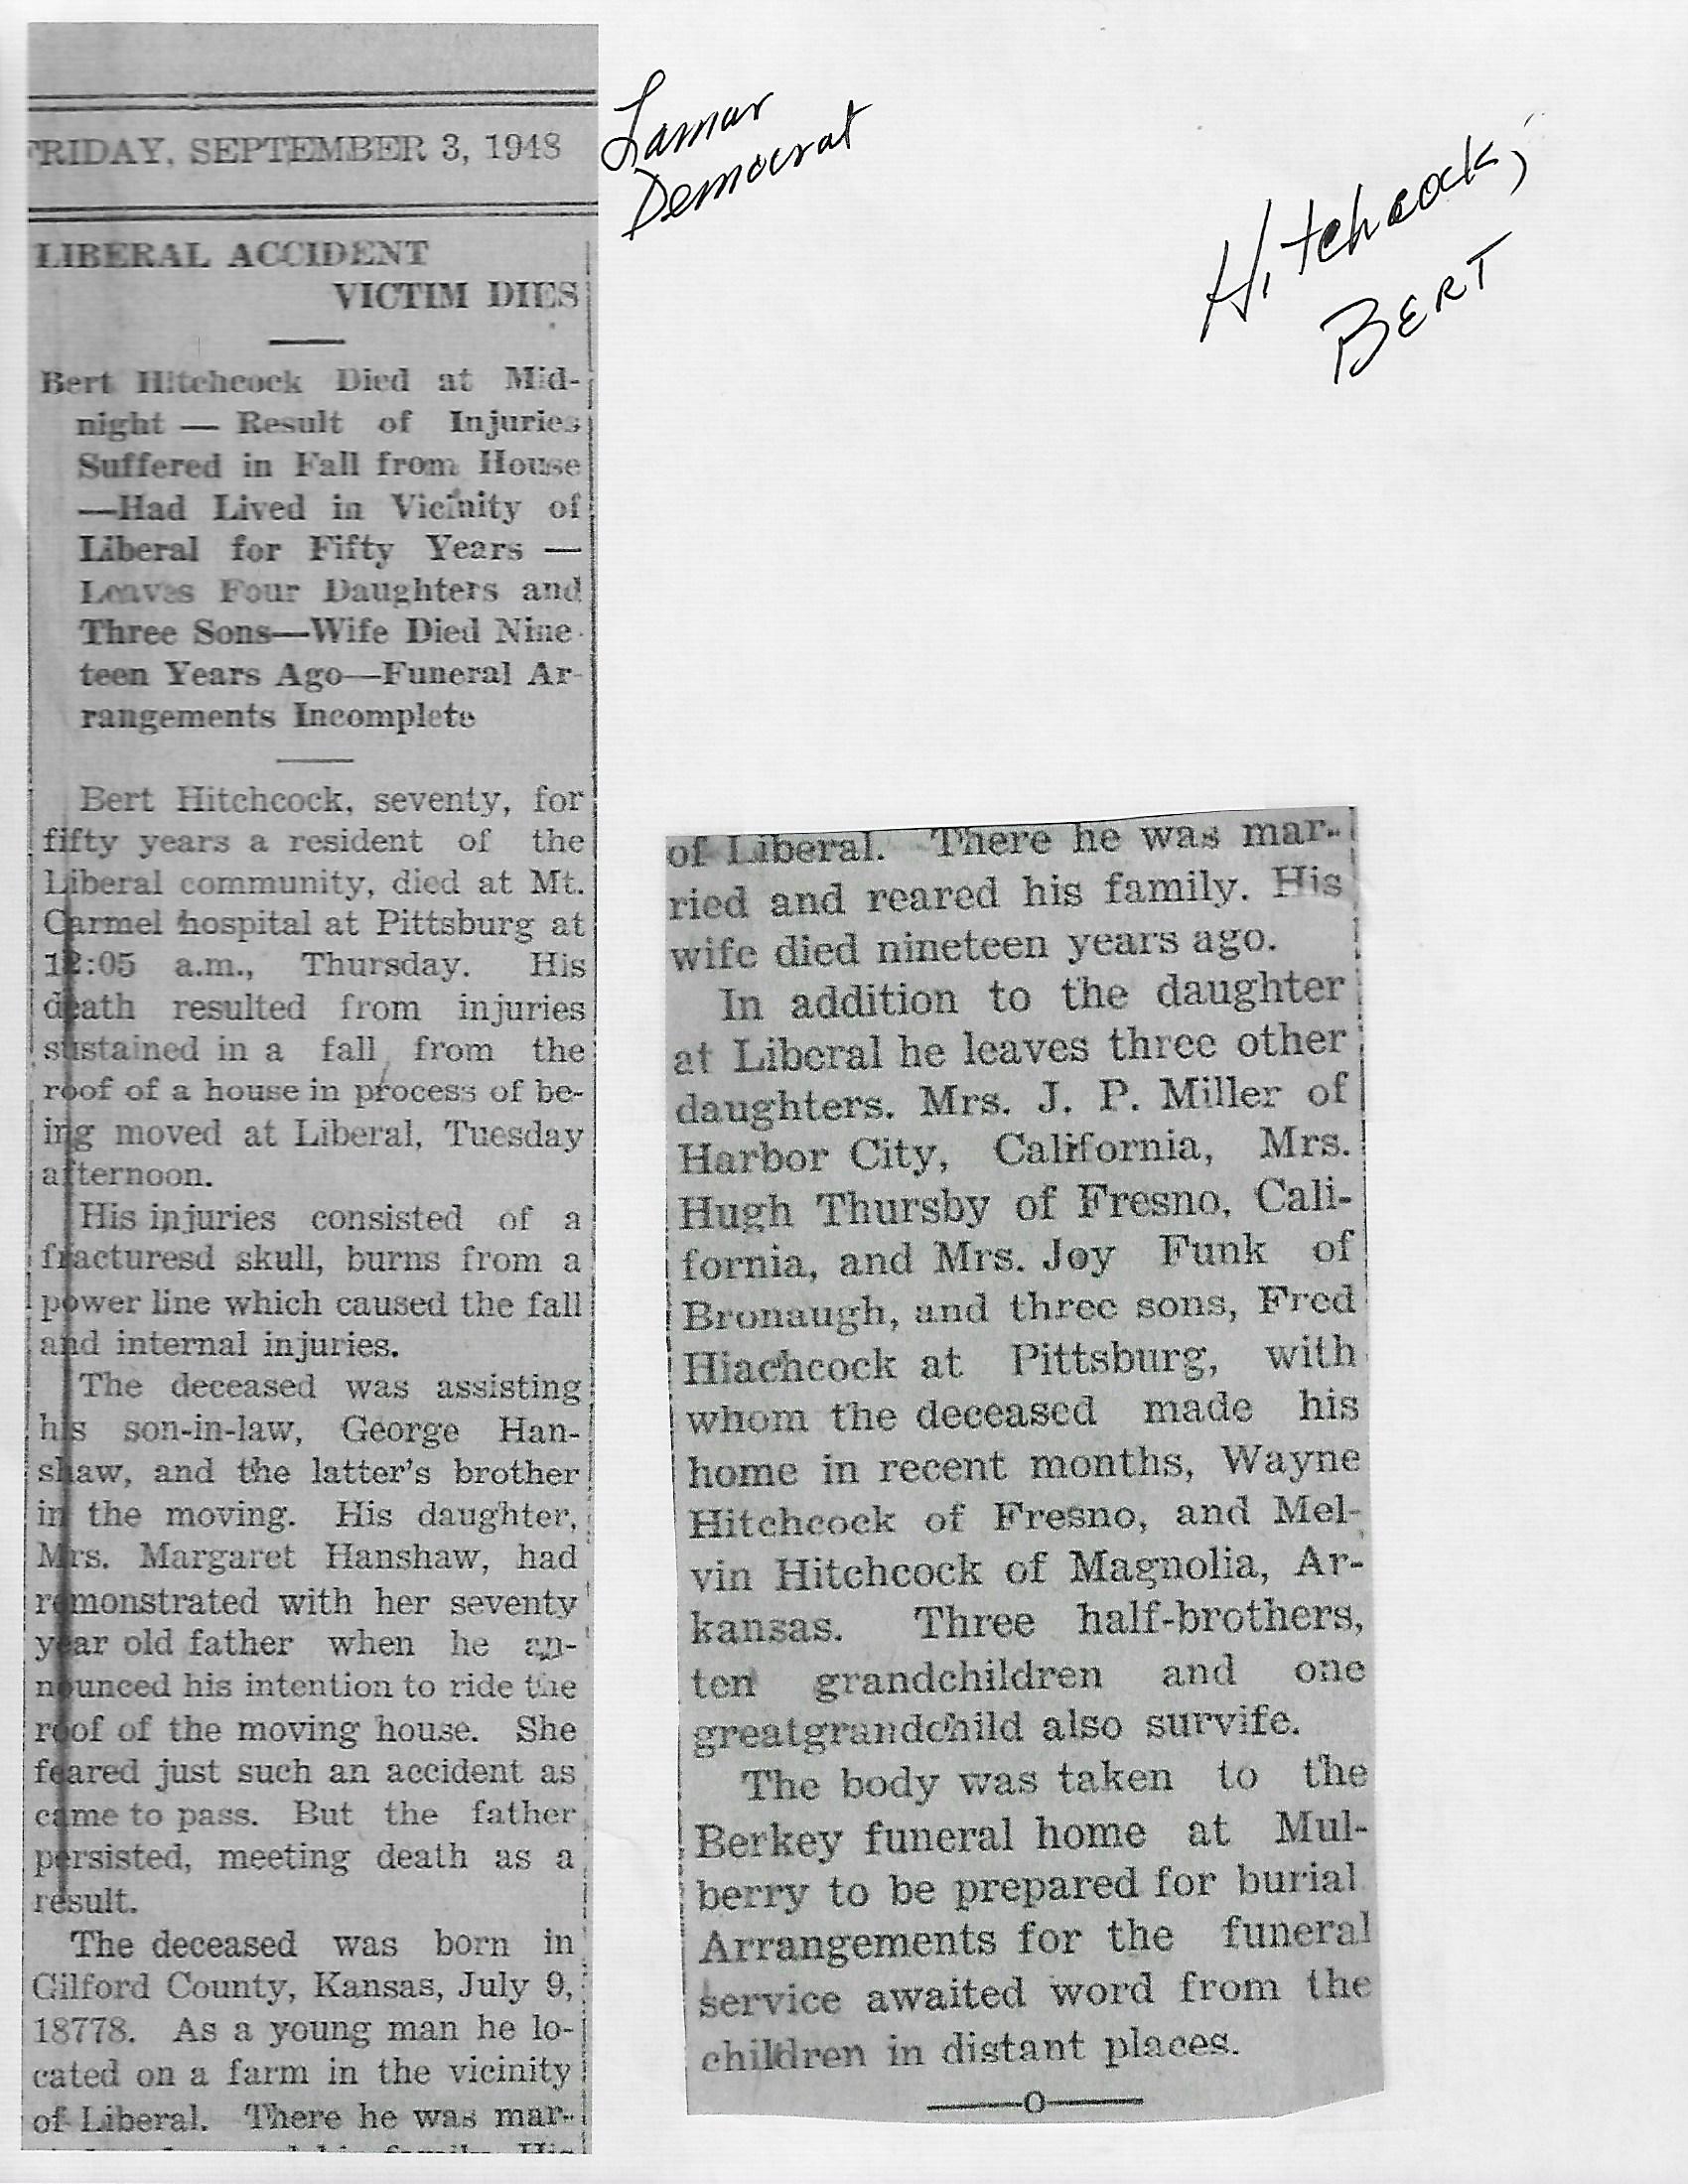 FRIDAY, SEPTEMBER 3, 1948
Lamar
Democrat
Hitchcock,
BERT
LIBERAL ACCIDENT
VICTIM DIES
Bert Hitchcock Died at Mid-
night — Result of Injuries
Suffered in Fall from House
—Had Lived in Vicinity of
Liberal for Fifty Years —
Leaves Four Daughters and
Three Sons—Wife Died Nine-
teen Years Ago—Funeral Ar-
rangements Incomplete
Bert Hitchcock, seventy, for
fifty years a resident of the
Liberal community, died at Mt.
Carmel hospital at Pittsburg at
12:05 a.m., Thursday. His
death resulted from injuries
sustained in a fall from the
roof of a house in process of be-
ing moved at Liberal, Tuesday
afternoon.
His injuries consisted of a
fracturesd skull, burns from a
power line which caused the fall
and internal injuries.
The deceased was assisting
his son-in-law, George Han-
shaw, and the latter's brother
in the moving. His daughter,
Mrs. Margaret Hanshaw, had
remonstrated with her seventy
year old father when he an-
nounced his intention to ride the
roof of the moving house. She
feared just such an accident as
came to pass. But the father
persisted, meeting death as a
result.
The deceased was born in
Gilford County, Kansas, July 9,
18778. As a young man he lo-
cated on a farm in the vicinity
of Liberal. There he was mar-
family. His
of Liberal. There he was mar-
ried and reared his family. His
wife died nineteen years ago.
In addition to the daughter
at Liberal he leaves three other
daughters. Mrs. J. P. Miller of
Harbor City, California, Mrs.
Hugh Thursby of Fresno, Cali-
fornia, and Mrs. Joy Funk of
Bronaugh, and three sons, Fred
Hiachcock at Pittsburg, with
whom the deceased made his
home in recent months, Wayne
Hitchcock of Fresno, and Mel-
vin Hitchcock of Magnolia, Ar-
kansas. Three half-brothers,
ten grandchildren and one
greatgrandchild also survife.
The body was taken to the
Berkey funeral home at Mul-
berry to be prepared for burial
Arrangements for the funeral
service awaited word from the
children in distant places.
——o——